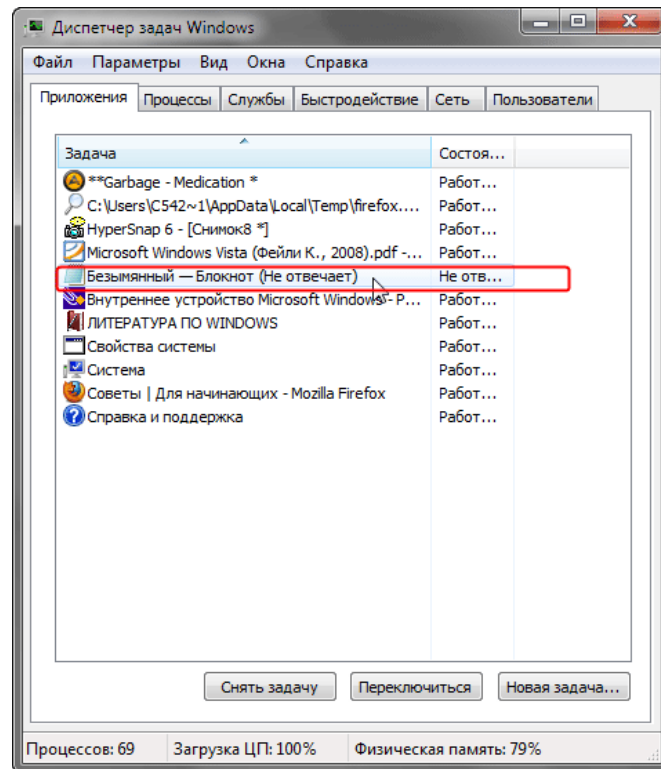 Диспетчер задач Windows
Файл Параметры Вид Окна Справка
Приложения Процессы Службы Быстродействие Сеть Пользователи
Задача Состоя...
**Garbage - Medication * Работ...
C:\Users\C542~1\AppData\Local\Temp\firefox.... Работ...
HyperSnap 6 - [Снимок8 *] Работ...
Microsoft Windows Vista (Фейли К., 2008).pdf -... Работ...
Безымянный — Блокнот (Не отвечает) Не отв...
Внутреннее устройство Microsoft Windows - P... Работ...
ЛИТЕРАТУРА ПО WINDOWS Работ...
Свойства системы Работ...
Система Работ...
Советы | Для начинающих - Mozilla Firefox Работ...
Справка и поддержка Работ...
Снять задачу Переключиться Новая задача...
Процессов: 69 Загрузка ЦП: 100% Физическая память: 79%